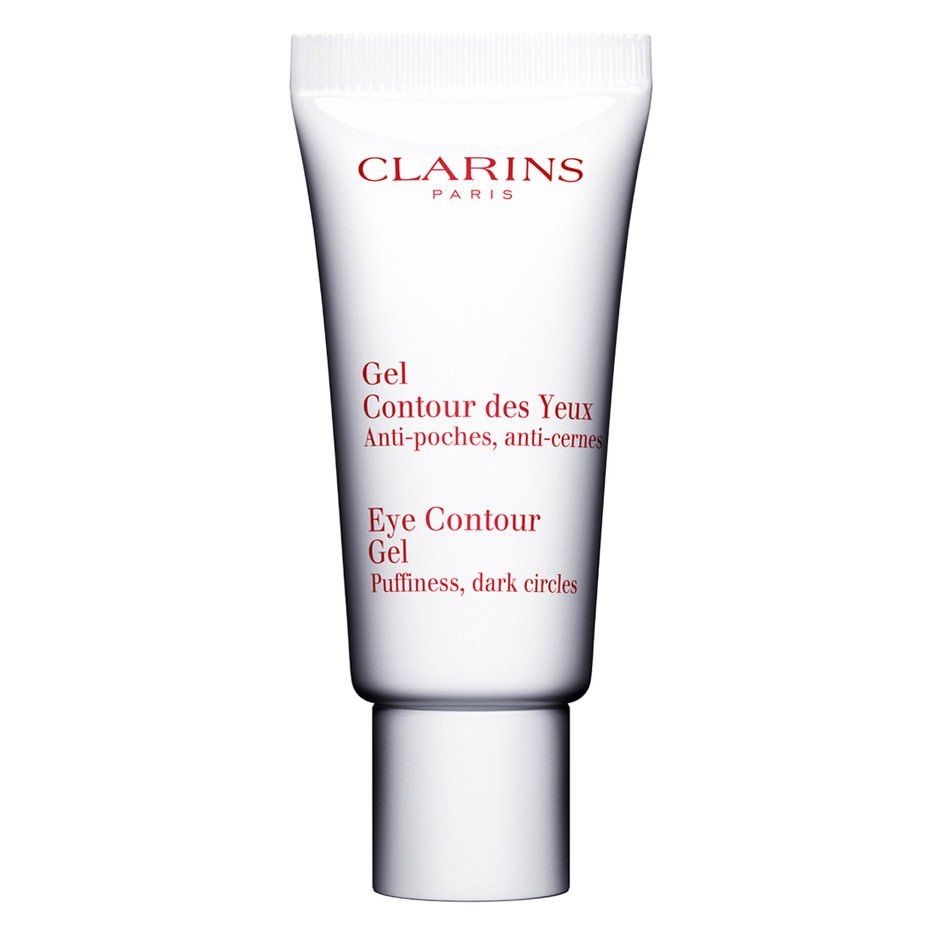 CLARINS
PARIS
Gel
Contour des Yeux
Anti-poches, anti-cernes
Eye Contour
Gel
Puffiness, dark circles